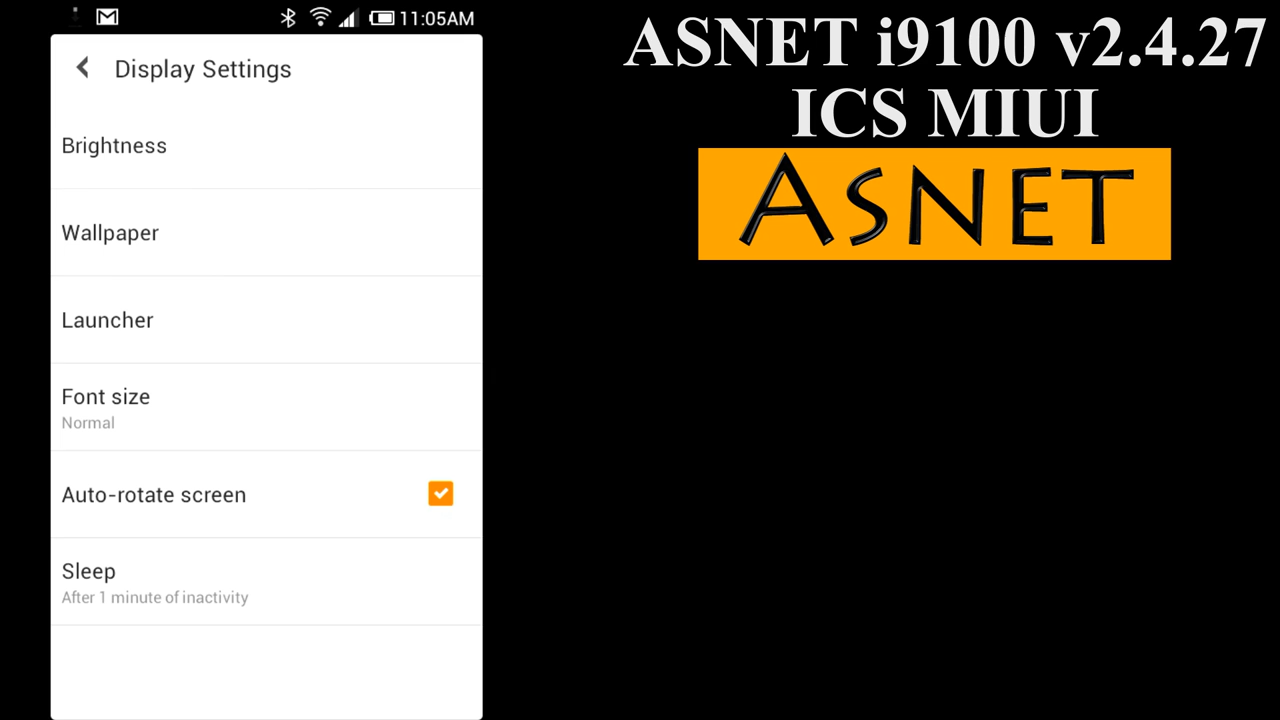 11:05AM
Display Settings
Brightness
Wallpaper
Launcher
Font size
Normal
Auto-rotate screen
Sleep
After 1 minute of inactivity
ASNET i9100 v2.4.27
ICS MIUI
ASNET